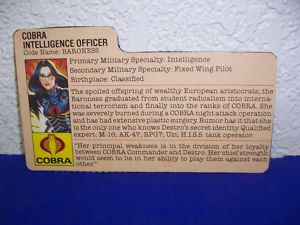 COBRA
INTELLIGENCE OFFICER
Code Name: BARONESS
Primary Military Specialty: Intelligence
Secondary Military Specialty: Fixed Wing Pilot
Birthplace: Classified
The spoiled offspring of wealthy European aristocrats, the
Baroness graduated from student radicalism into interna-
tional terrorism and finally into the ranks of COBRA. She
was severely burned during a COBRA night attack operation
and has had extensive plastic surgery. Rumor has it that she
is the only one who knows Destro's secret identity Qualified
expert: M-16; AK-47; RPG7; Uzi; H.I.S.S. tank operator.
"Her principal weakness is in the division of her loyalty
between COBRA Commander and Destro. Her chief strength
would seem to lie in her ability to play them against each
other."
COBRA